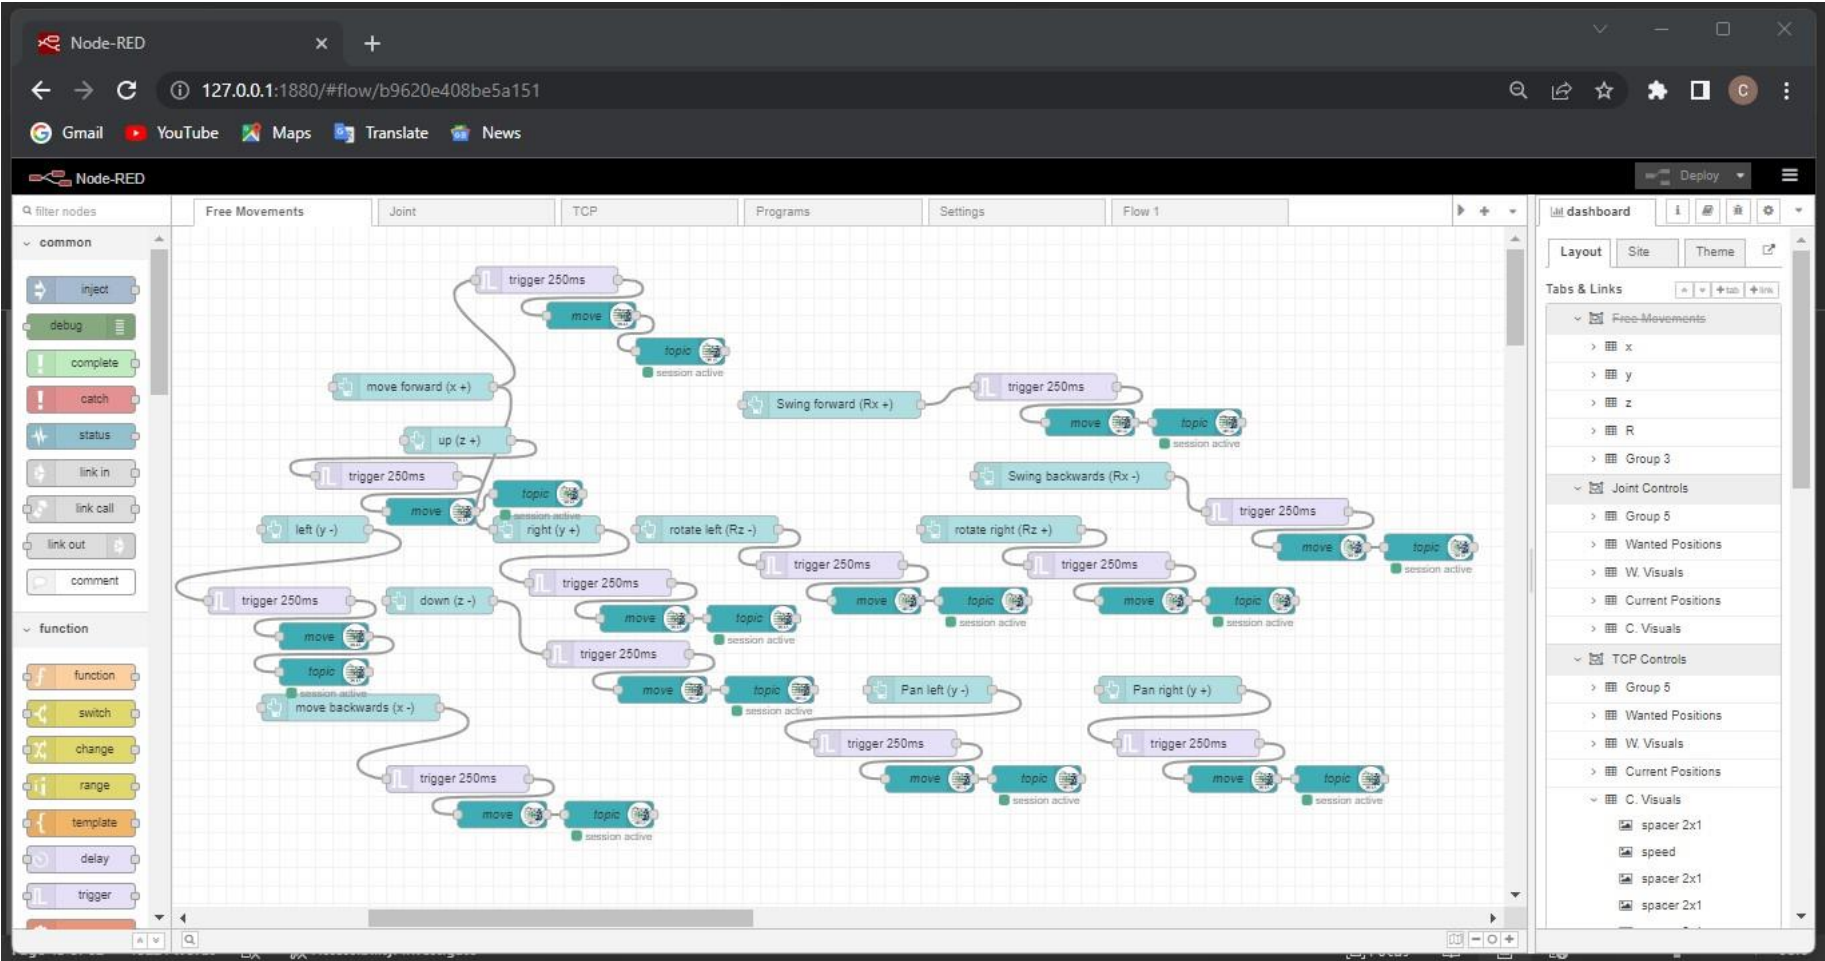 Node-RED
127.0.0.1:1880/#flow/b9620e408be5a151
C
Gmail YouTube Maps Translate News
Node-RED
Deploy
filter nodes
Free Movements Joint TCP Programs Settings Flow 1
dashboard
common
inject
debug
complete
catch
status
link in
link call
link out
comment
function
function
switch
change
range
template
delay
trigger
trigger 250ms
move
topic
session active
move forward (x +)
Swing forward (Rx +)
trigger 250ms
move
topic
session active
up (z +)
trigger 250ms
move
topic
session active
Swing backwards (Rx -)
trigger 250ms
move
topic
session active
left (y -)
right (y +)
rotate left (Rz -)
rotate right (Rz +)
trigger 250ms
move
topic
session active
trigger 250ms
move
topic
session active
trigger 250ms
move
topic
session active
trigger 250ms
move
topic
session active
down (z -)
trigger 250ms
move
topic
session active
move backwards (x -)
trigger 250ms
move
topic
session active
Pan left (y -)
trigger 250ms
move
topic
session active
Pan right (y +)
trigger 250ms
move
topic
session active
Layout Site Theme
Tabs & Links
tab
link
Free Movements
x
y
z
R
Group 3
Joint Controls
Group 5
Wanted Positions
W. Visuals
Current Positions
C. Visuals
TCP Controls
Group 5
Wanted Positions
W. Visuals
Current Positions
C. Visuals
spacer 2x1
speed
spacer 2x1
spacer 2x1